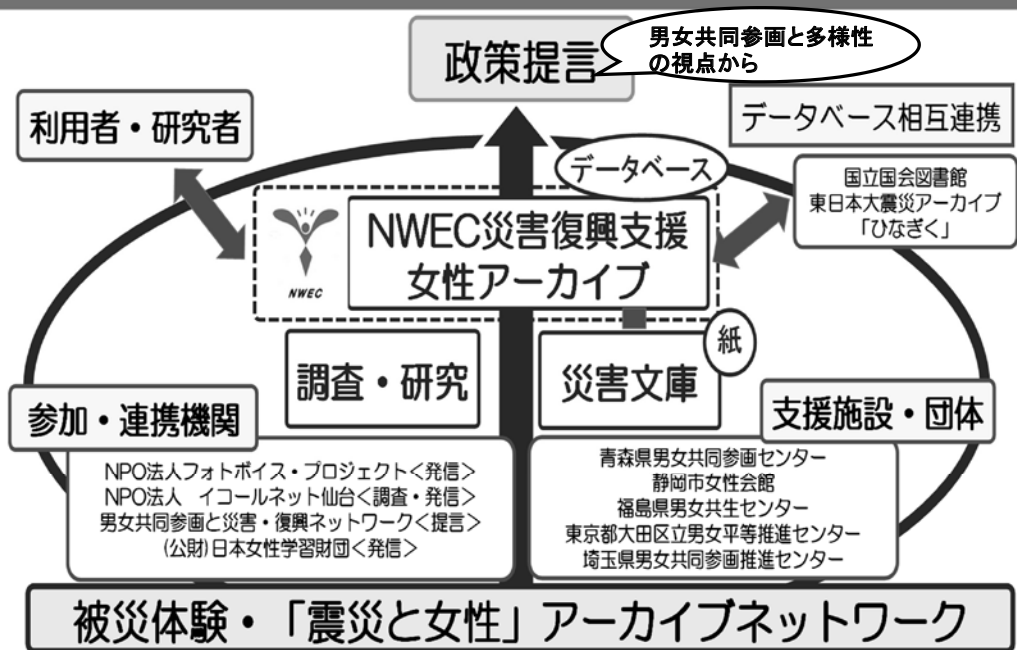 政策提言
男女共同参画と多様性
の視点から
利用者・研究者
データベース相互連携
データベース
国立国会図書館
東日本大震災アーカイブ
「ひなぎく」
NWEC
NWEC災害復興支援
女性アーカイブ
調査・研究
災害文庫
紙
参加・連携機関
NPO法人フォトボイス・プロジェクト<発信>
NPO法人 イコールネット仙台<調査・発信>
男女共同参画と災害・復興ネットワーク<提言>
(公財)日本女性学習財団<発信>
支援施設・団体
青森県男女共同参画センター
静岡市女性会館
福島県男女共生センター
東京都大田区立男女平等推進センター
埼玉県男女共同参画推進センター
被災体験・「震災と女性」アーカイブネットワーク